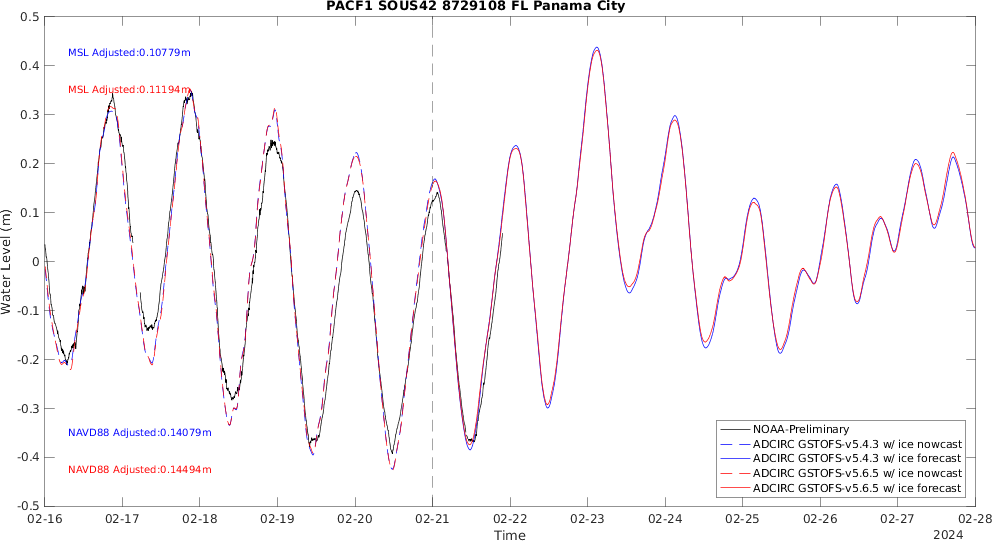 PACF1 SOUS42 8729108 FL Panama City
0.5
0.4
0.3
0.2
0.1
0
-0.1
-0.2
-0.3
-0.4
-0.5
Water Level (m)
MSL Adjusted:0.10779m
MSL Adjusted:0.11194m
NAVD88 Adjusted:0.14079m
NAVD88 Adjusted:0.14494m
NOAA-Preliminary
ADCIRC GSTOFS-v5.4.3 w/ ice nowcast
ADCIRC GSTOFS-v5.4.3 w/ ice forecast
ADCIRC GSTOFS-v5.6.5 w/ ice nowcast
ADCIRC GSTOFS-v5.6.5 w/ ice forecast
02-16 02-17 02-18 02-19 02-20 02-21 02-22 02-23 02-24 02-25 02-26 02-27 02-28
Time
2024